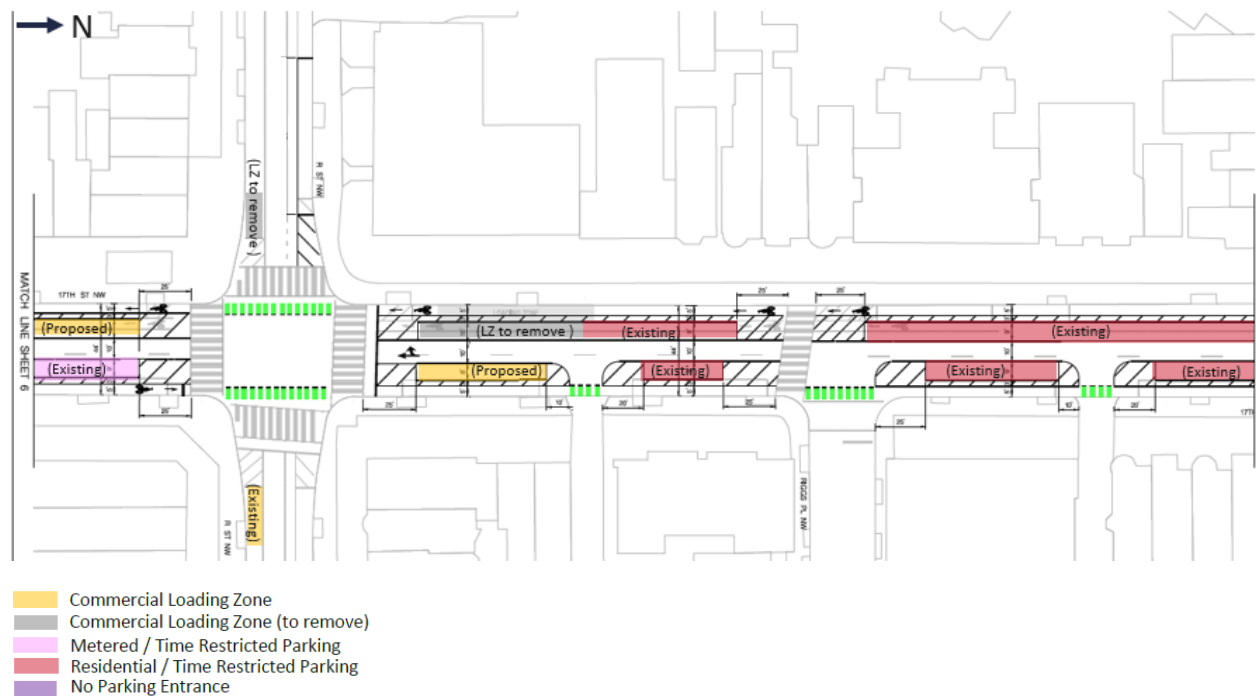 N
(LZ to remove )
R ST NW
MATCH LINE SHEET 6
17TH ST NW
25'
25'
25'
(Proposed)
(LZ to remove )
(Existing)
(Existing)
(Existing)
(Proposed)
(Existing)
(Existing)
(Existing)
25'
25'
10'
20'
25'
25'
10'
20'
17TH
(Existing)
R ST NW
RIGGS PL NW
Commercial Loading Zone
Commercial Loading Zone (to remove)
Metered / Time Restricted Parking
Residential / Time Restricted Parking
No Parking Entrance